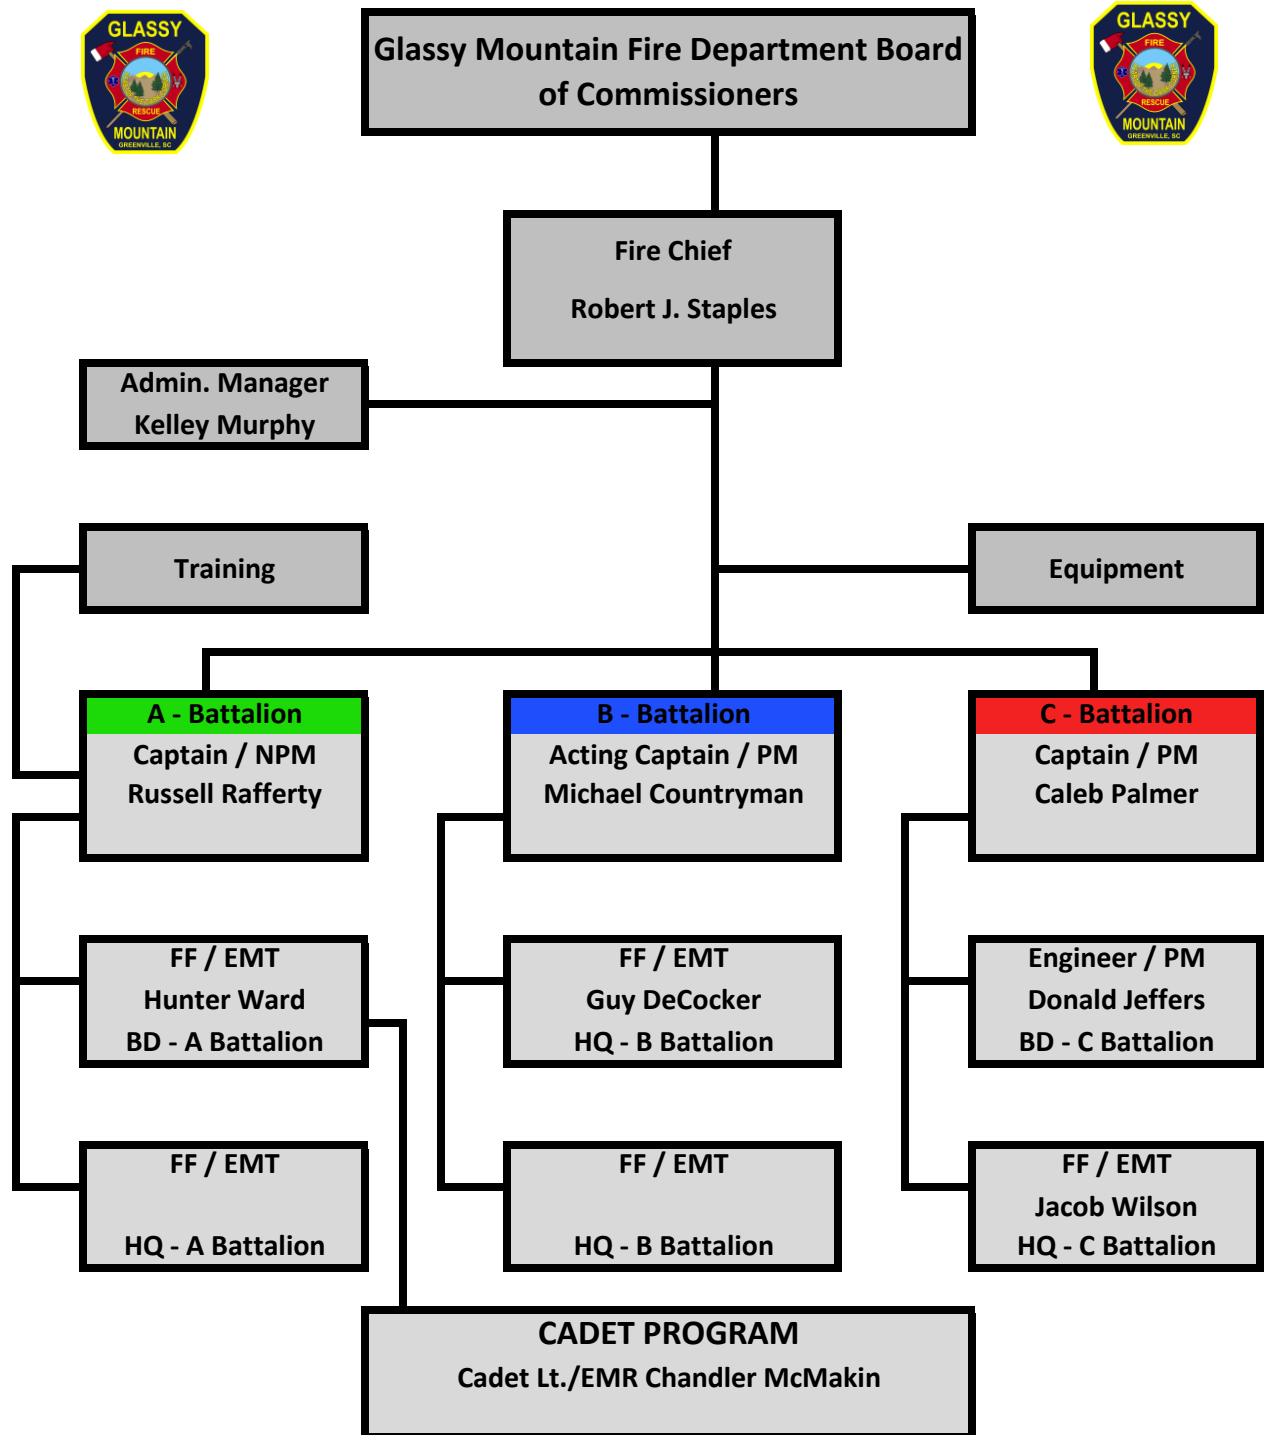 GLASSY
FIRE
RESCUE
MOUNTAIN
GREENVILLE, SC
Glassy Mountain Fire Department Board
of Commissioners
GLASSY
FIRE
RESCUE
MOUNTAIN
GREENVILLE, SC
Fire Chief
Robert J. Staples
Admin. Manager
Kelley Murphy
Training
Equipment
A - Battalion
Captain / NPM
Russell Rafferty
B - Battalion
Acting Captain / PM
Michael Countryman
C - Battalion
Captain / PM
Caleb Palmer
FF / EMT
Hunter Ward
BD - A Battalion
FF / EMT
Guy DeCocker
HQ - B Battalion
Engineer / PM
Donald Jeffers
BD - C Battalion
FF / EMT
HQ - A Battalion
FF / EMT
HQ - B Battalion
FF / EMT
Jacob Wilson
HQ - C Battalion
CADET PROGRAM
Cadet Lt./EMR Chandler McMakin